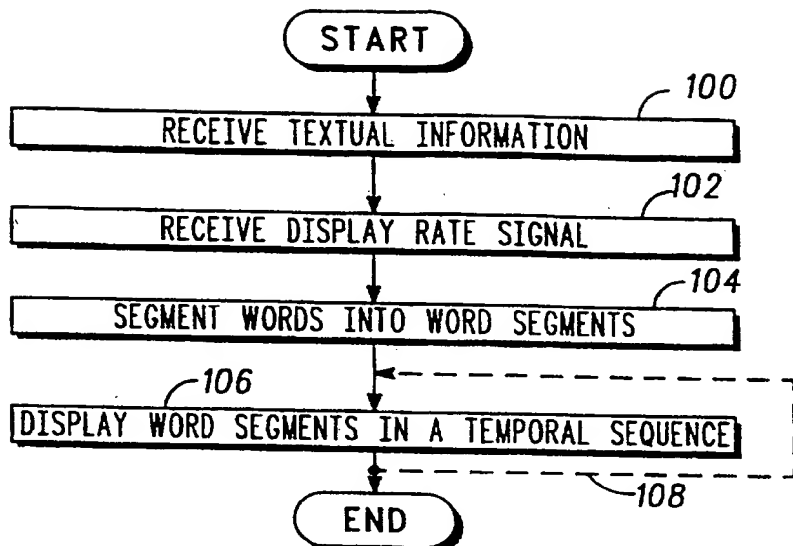 START
100
RECEIVE TEXTUAL INFORMATION
102
RECEIVE DISPLAY RATE SIGNAL
104
SEGMENT WORDS INTO WORD SEGMENTS
106
DISPLAY WORD SEGMENTS IN A TEMPORAL SEQUENCE
108
END